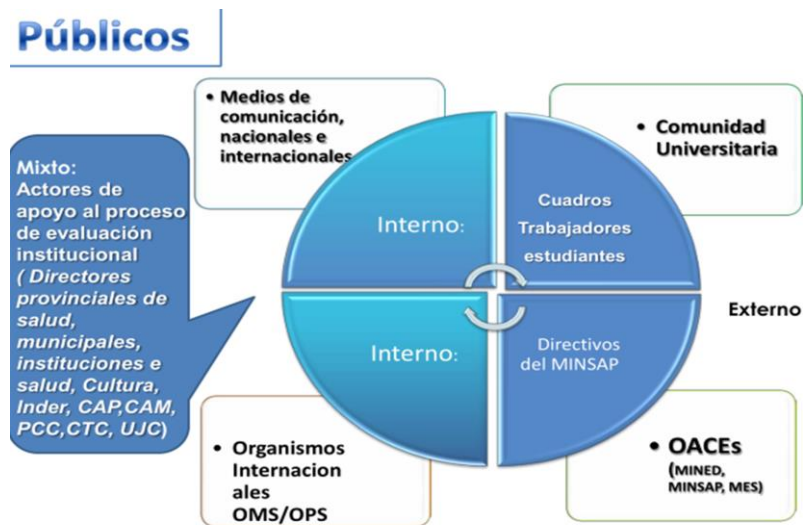 Públicos
• Medios de
comunicación,
nacionales e
internacionales
• Comunidad
Universitaria
Mixto:
Actores de
apoyo al proceso
de evaluación
institucional
( Directores
provinciales de
salud,
municipales,
instituciones e
salud, Cultura,
Inder, CAP,CAM,
PCC,CTC, UJC)
Interno:
Cuadros
Trabajadores
estudiantes
Externo
Interno:
Directivos
del MINSAP
• Organismos
Internacion
ales
OMS/OPS
• OACEs
(MINED,
MINSAP, MES)